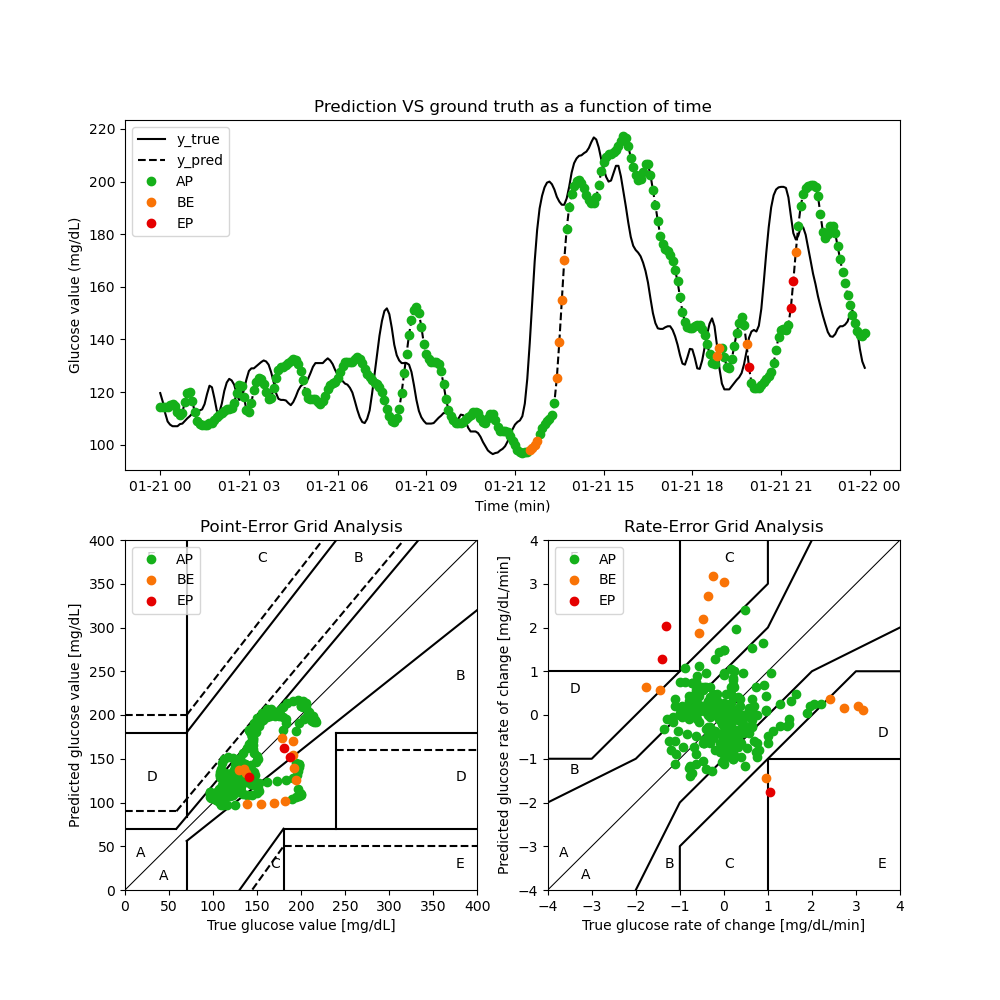 Prediction VS ground truth as a function of time
Glucose value (mg/dL)
220
200
180
160
140
120
100
y_true
y_pred
AP
BE
EP
01-21 00 01-21 03 01-21 06 01-21 09 01-21 12 01-21 15 01-21 18 01-21 21 01-22 00
Time (min)
Point-Error Grid Analysis
Predicted glucose value [mg/dL]
400
350
300
250
200
150
100
50
0
AP
BE
EP
C
B
B
D
D
A
A
C
E
0 50 100 150 200 250 300 350 400
True glucose value [mg/dL]
Rate-Error Grid Analysis
Predicted glucose rate of change [mg/dL/min]
4
3
2
1
0
−1
−2
−3
−4
AP
BE
EP
C
D
D
B
A
A
B
C
E
−4 −3 −2 −1 0 1 2 3 4
True glucose rate of change [mg/dL/min]